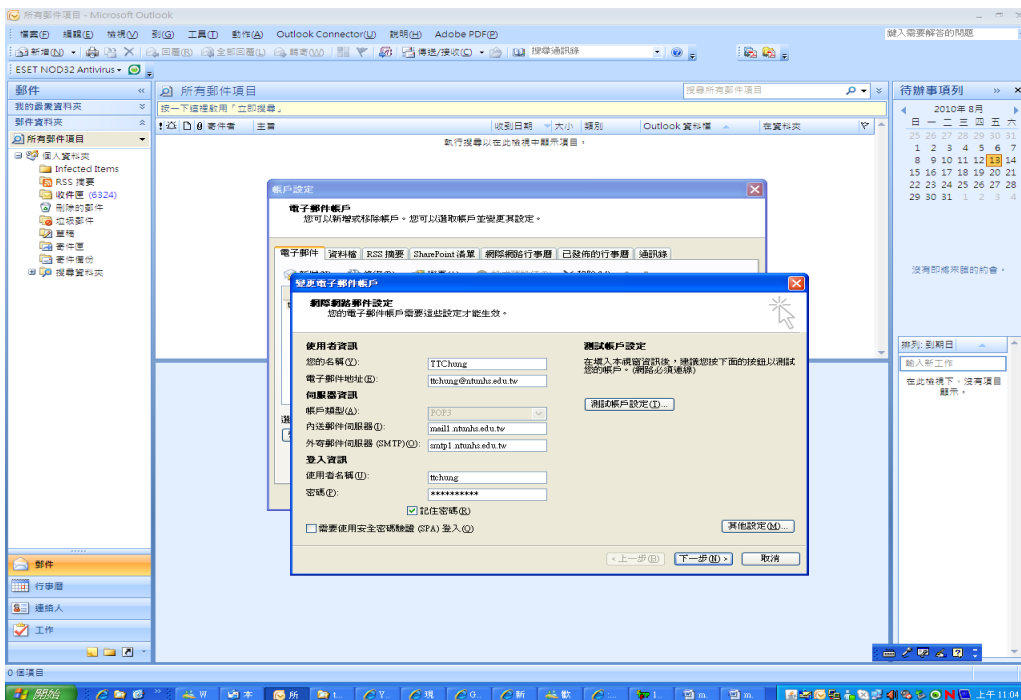 所有郵件項目 - Microsoft Outlook
檔案(F) 編輯(E) 檢視(V) 到(G) 工具(T) 動作(A) Outlook Connector(U) 說明(H) Adobe PDF(P)
鍵入需要解答的問題
新增(N) 回覆(R) 全部回覆(L) 轉寄(W) 傳送/接收(C) 搜尋通訊錄
ESET NOD32 Antivirus
郵件
我的最愛資料夾
郵件資料夾
所有郵件項目
個人資料夾
Infected Items
RSS 摘要
收件匣 (6324)
刪除的郵件
垃圾郵件
草稿
寄件匣
寄件備份
搜尋資料夾
郵件
行事曆
連絡人
工作
所有郵件項目
搜尋所有郵件項目
按一下這裡啟用「立即搜尋」
寄件者 主旨 收到日期 大小 類別 Outlook 資料檔 在資料夾
執行搜尋以在此檢視中顯示項目。
帳戶設定
電子郵件帳戶
您可以新增或移除帳戶。您可以選取帳戶並變更其設定。
電子郵件 資料檔 RSS 摘要 SharePoint 清單 網際網路行事曆 已發佈的行事曆 通訊錄
變更電子郵件帳戶
網際網路郵件設定
您的電子郵件帳戶需要這些設定才能生效。
使用者資訊
您的名稱(Y): TTChung
電子郵件地址(E): ttchung@ntunhs.edu.tw
伺服器資訊
帳戶類型(A): POP3
內送郵件伺服器(I): mail1.ntunhs.edu.tw
外寄郵件伺服器 (SMTP)(O): smtp1.ntunhs.edu.tw
登入資訊
使用者名稱(U): ttchung
密碼(P): **********
記住密碼(R)
需要使用安全密碼驗證 (SPA) 登入(Q)
測試帳戶設定
在填入本視窗資訊後，建議您按下面的按鈕以測試
您的帳戶。(網路必須連線)
測試帳戶設定(T)...
其他設定(M)...
<上一步(B) 下一步(N) > 取消
待辦事項列
2010年 8月
日 一 二 三 四 五 六
25 26 27 28 29 30 31
1 2 3 4 5 6 7
8 9 10 11 12 13 14
15 16 17 18 19 20 21
22 23 24 25 26 27 28
29 30 31 1 2 3 4
沒有即將來臨的約會。
排列: 到期日
輸入新工作
在此檢視下，沒有項目
顯示。
0 個項目
開始
上午 11:04